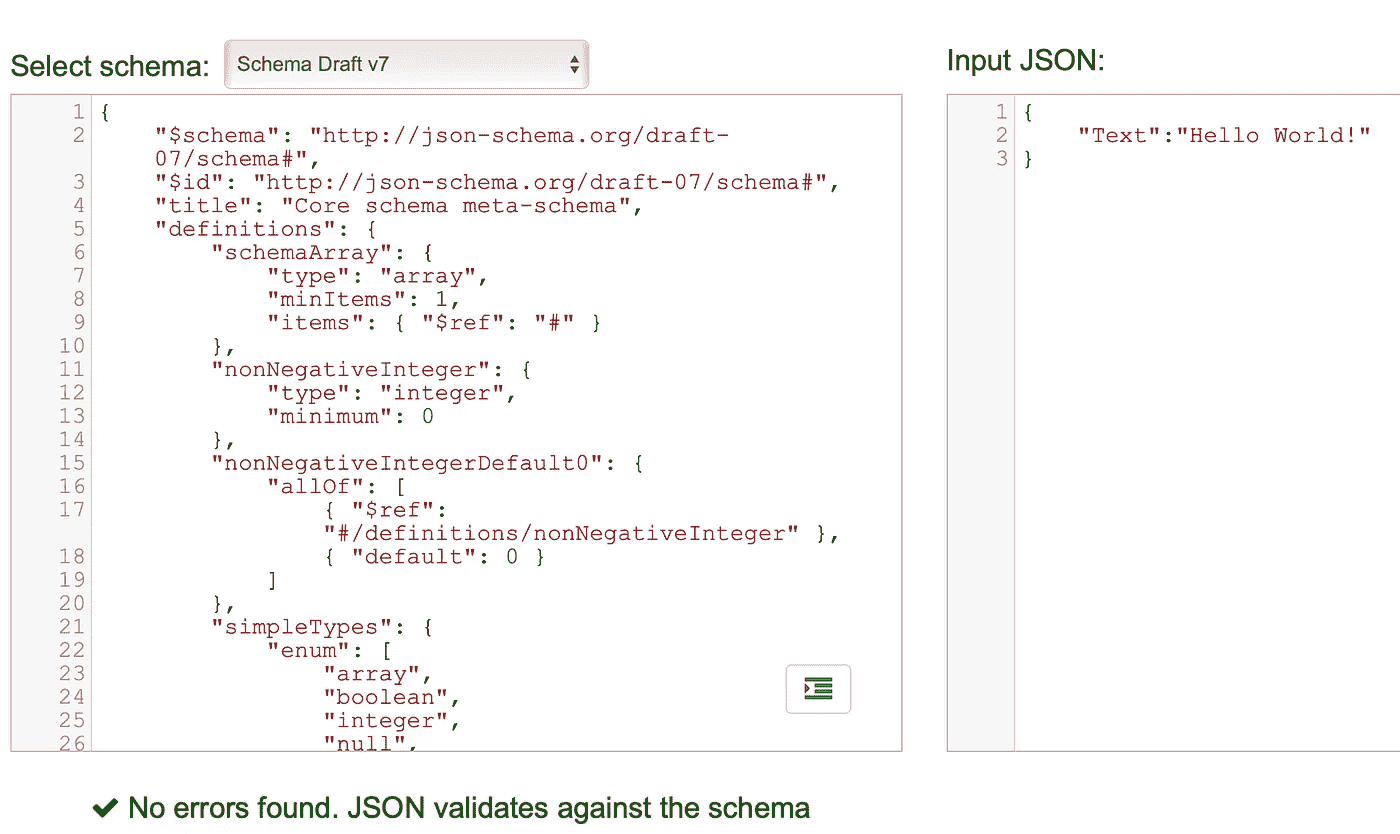 Select schema: Schema Draft v7
1 {
2 "$schema": "http://json-schema.org/draft-
07/schema#",
3 "$id": "http://json-schema.org/draft-07/schema#",
4 "title": "Core schema meta-schema",
5 "definitions": {
6 "schemaArray": {
7 "type": "array",
8 "minItems": 1,
9 "items": { "$ref": "#" }
10 },
11 "nonNegativeInteger": {
12 "type": "integer",
13 "minimum": 0
14 },
15 "nonNegativeIntegerDefault0": {
16 "allOf": [
17 { "$ref":
"#/definitions/nonNegativeInteger" },
18 { "default": 0 }
19 ]
20 },
21 "simpleTypes": {
22 "enum": [
23 "array",
24 "boolean",
25 "integer",
26 "null",
Input JSON:
1 {
2 "Text":"Hello World!"
3 }
✔ No errors found. JSON validates against the schema